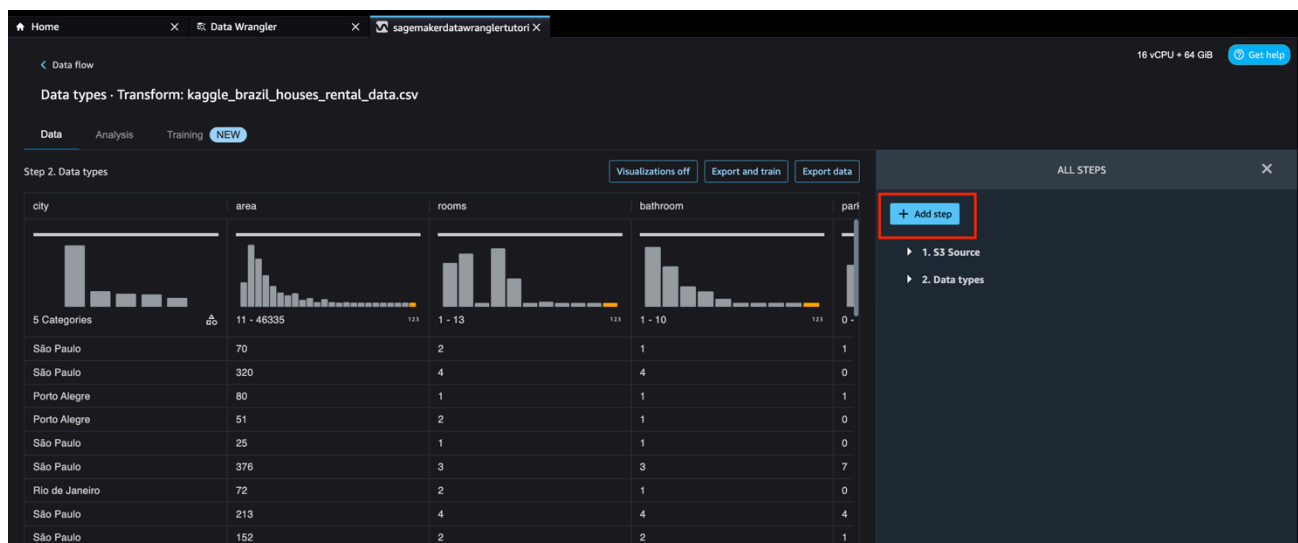 Home
Data Wrangler
sagemakerdatawranglertutori
Data flow
16 vCPU + 64 GiB
Get help
Data types · Transform: kaggle_brazil_houses_rental_data.csv
Data Analysis Training NEW
Step 2. Data types
Visualizations off Export and train Export data
ALL STEPS
+ Add step
1. S3 Source
2. Data types
city area rooms bathroom park
5 Categories 11 - 46335 123 1 - 13 123 1 - 10 123 0 -
São Paulo 70 2 1 1
São Paulo 320 4 4 0
Porto Alegre 80 1 1 1
Porto Alegre 51 2 1 0
São Paulo 25 1 1 0
São Paulo 376 3 3 7
Rio de Janeiro 72 2 1 0
São Paulo 213 4 4 4
São Paulo 152 2 2 1